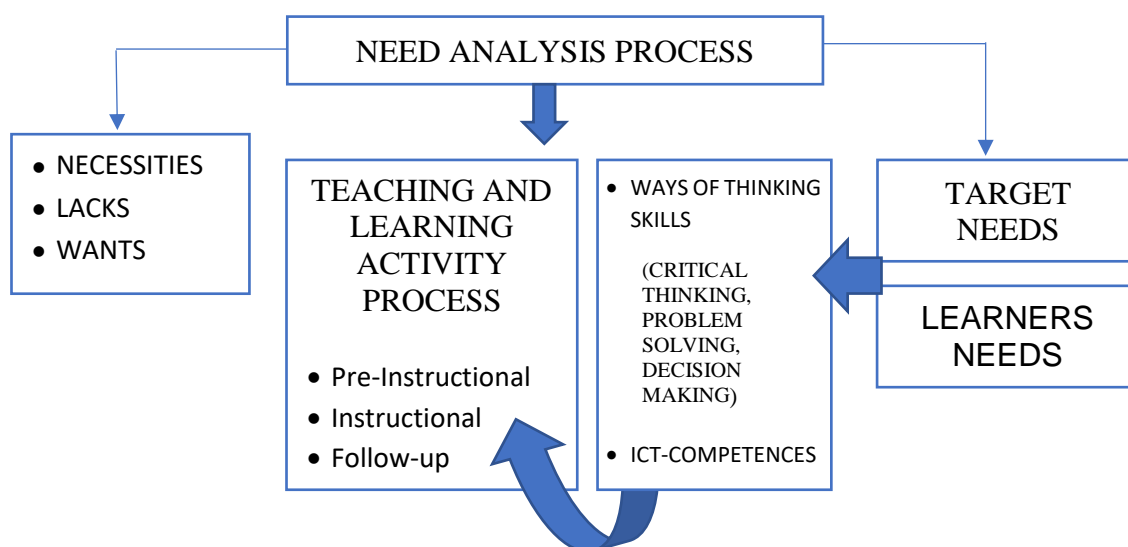 NEED ANALYSIS PROCESS
• NECESSITIES
• LACKS
• WANTS
TEACHING AND
LEARNING
ACTIVITY
PROCESS
• Pre-Instructional
• Instructional
• Follow-up
• WAYS OF THINKING
SKILLS
(CRITICAL
THINKING,
PROBLEM
SOLVING,
DECISION
MAKING)
• ICT-COMPETENCES
TARGET
NEEDS
LEARNERS
NEEDS